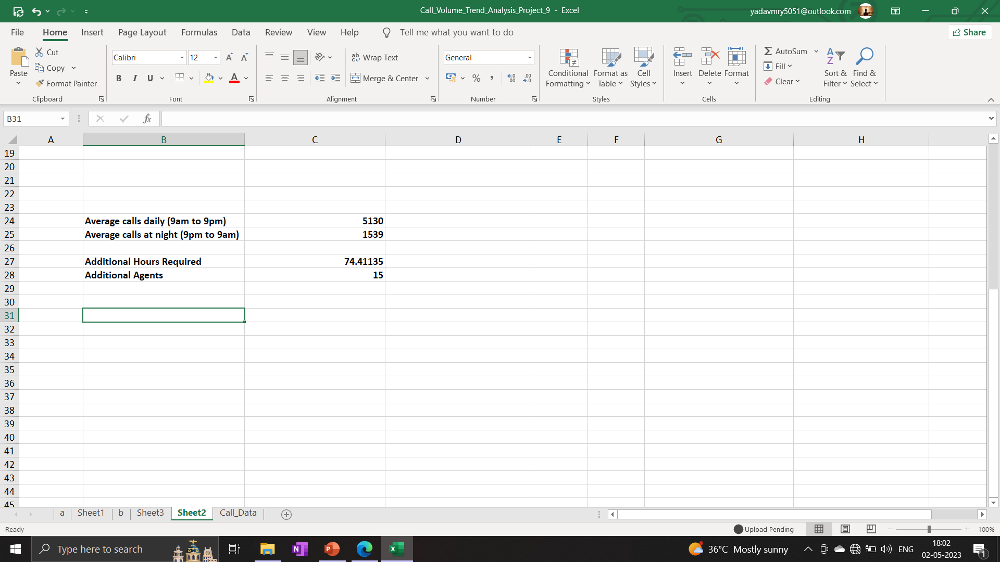 Call_Volume_Trend_Analysis_Project_9 - Excel
yadavmry5051@outlook.com
File Home Insert Page Layout Formulas Data Review View Help Tell me what you want to do
Share
Paste
Cut
Copy
Format Painter
Clipboard
Calibri 12
B I U
Font
Wrap Text
Merge & Center
Alignment
General
Number
Conditional Formatting
Format as Table
Cell Styles
Styles
Insert Delete Format
Cells
AutoSum
Fill
Clear
Sort & Filter
Find & Select
Editing
B31
fx
A B C D E F G H
19
20
21
22
23
24 Average calls daily (9am to 9pm) 5130
25 Average calls at night (9pm to 9am) 1539
26
27 Additional Hours Required 74.41135
28 Additional Agents 15
29
30
31
32
33
34
35
36
37
38
39
40
41
42
43
44
45
a Sheet1 b Sheet3 Sheet2 Call_Data
Ready
Upload Pending
100%
Type here to search
36°C Mostly sunny
ENG
18:02
02-05-2023
1